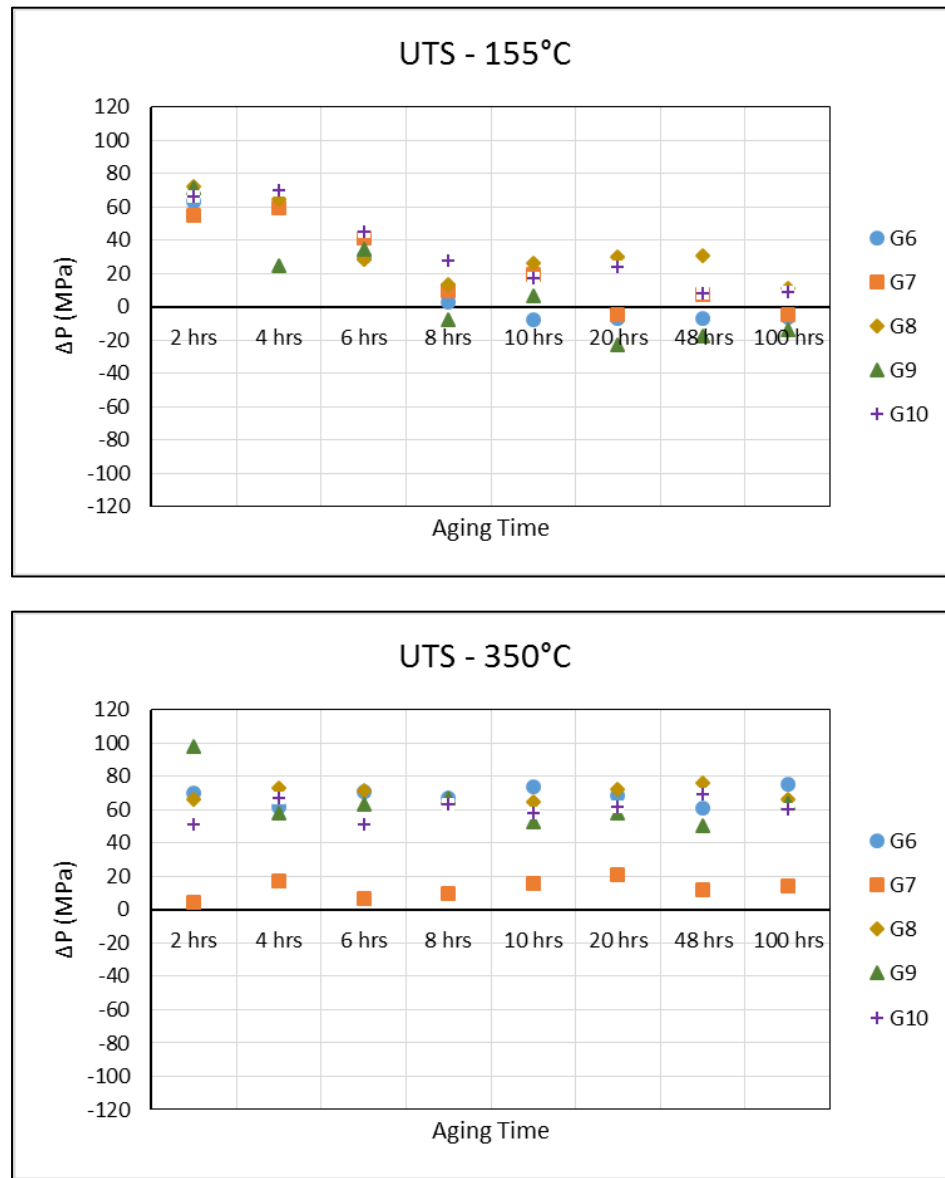 UTS - 155°C
120
100
80
60
40
20
0
-20
-40
-60
-80
-100
-120
ΔP (MPa)
2 hrs 4 hrs 6 hrs 8 hrs 10 hrs 20 hrs 48 hrs 100 hrs
Aging Time
G6
G7
G8
G9
G10
UTS - 350°C
120
100
80
60
40
20
0
-20
-40
-60
-80
-100
-120
ΔP (MPa)
2 hrs 4 hrs 6 hrs 8 hrs 10 hrs 20 hrs 48 hrs 100 hrs
Aging Time
G6
G7
G8
G9
G10